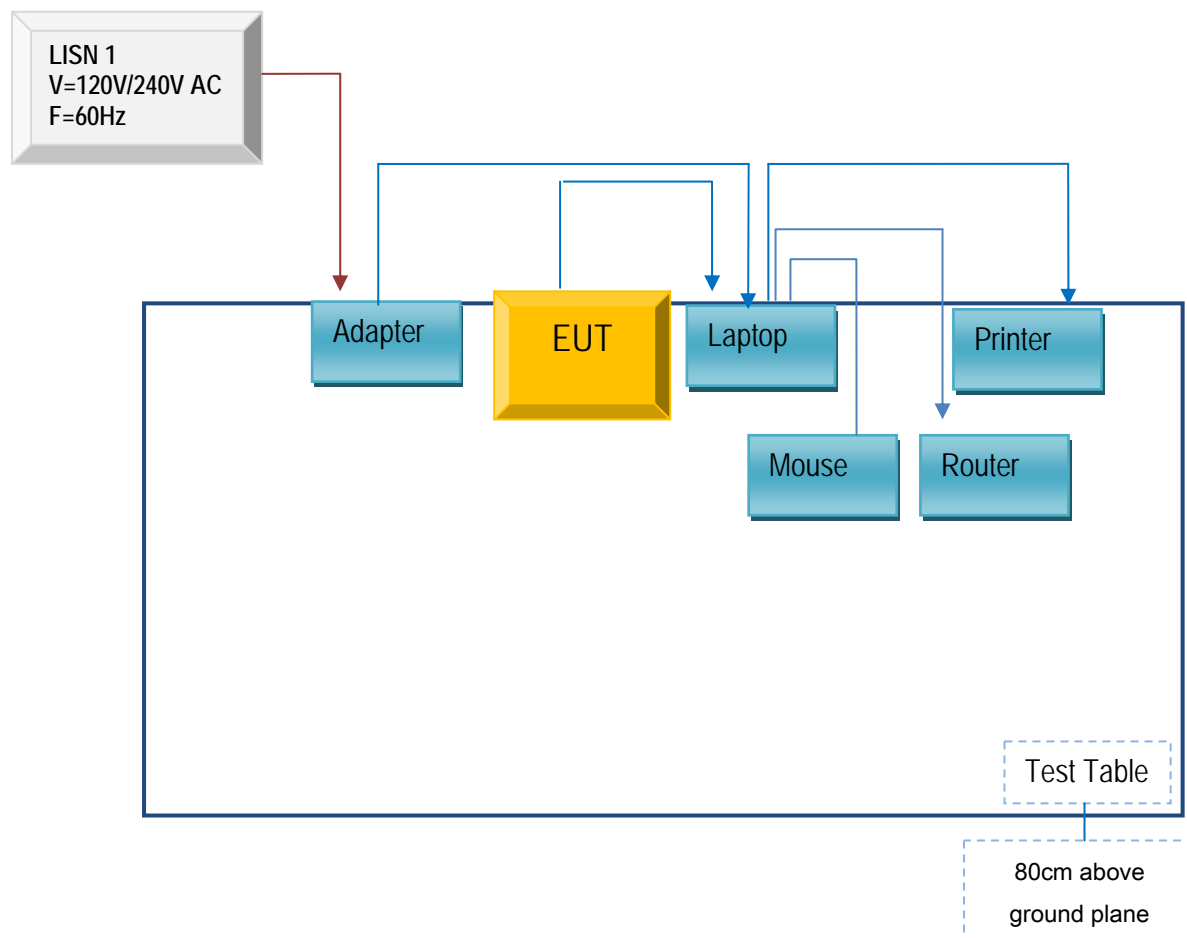 LISN 1
V=120V/240V AC
F=60Hz
Adapter
EUT
Laptop
Printer
Mouse
Router
Test Table
80cm above
ground plane